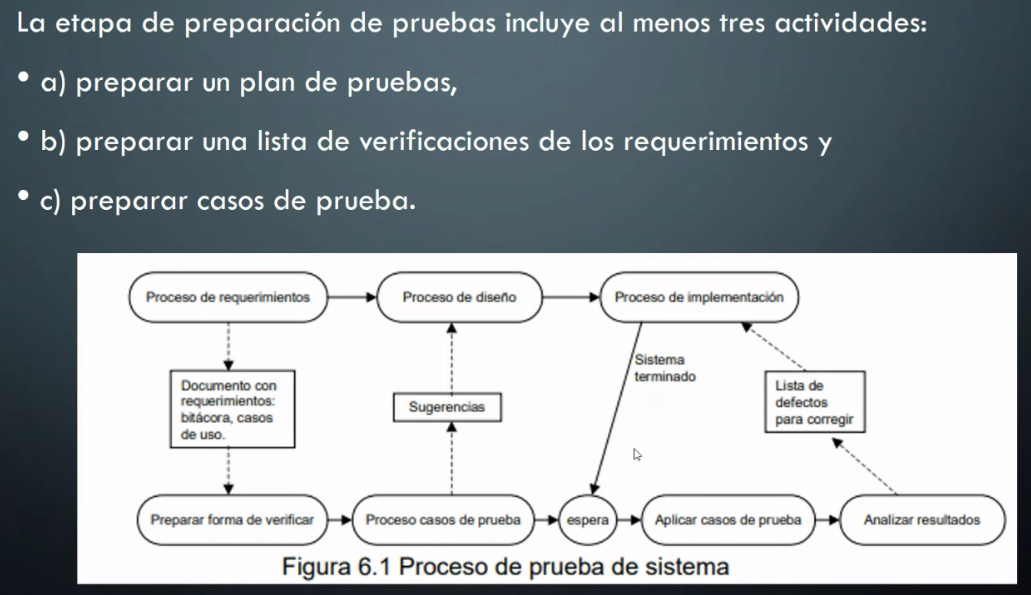 La etapa de preparación de pruebas incluye al menos tres actividades:
• a) preparar un plan de pruebas,
• b) preparar una lista de verificaciones de los requerimientos y
• c) preparar casos de prueba.
Proceso de requerimientos
Proceso de diseño
Proceso de implementación
Sistema
terminado
Documento con
requerimientos:
bitácora, casos
de uso.
Sugerencias
Lista de
defectos
para corregir
Preparar forma de verificar
Proceso casos de prueba
espera
Aplicar casos de prueba
Analizar resultados
Figura 6.1 Proceso de prueba de sistema